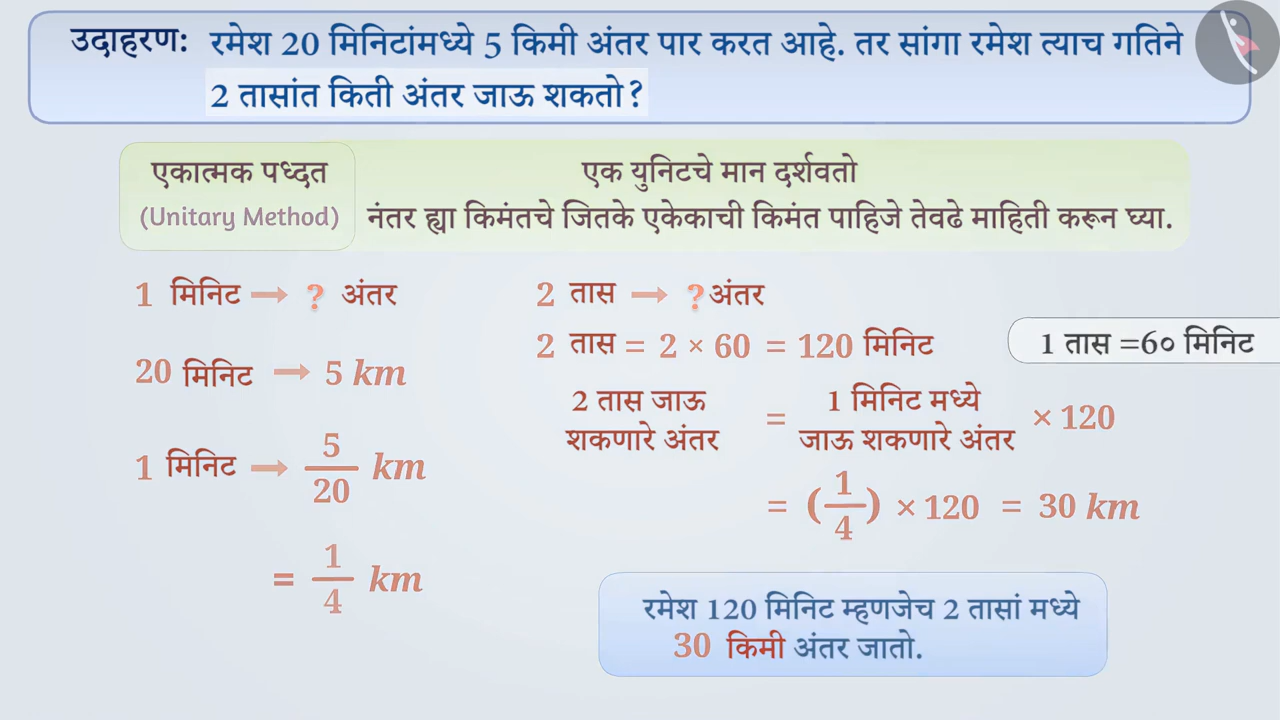 उदाहरण: रमेश 20 मिनिटांमध्ये 5 किमी अंतर पार करत आहे. तर सांगा रमेश त्याच गतिने
2 तासांत किती अंतर जाऊ शकतो?
एकात्मक पध्दत
(Unitary Method)
एक युनिटचे मान दर्शवतो
नंतर ह्या किमंतचे जितके एकेकाची किमंत पाहिजे तेवढे माहिती करून घ्या.
1 मिनिट → ? अंतर
20 मिनिट → 5 km
1 मिनिट → 5/20 km
= 1/4 km
2 तास → ? अंतर
2 तास = 2 × 60 = 120 मिनिट
1 तास =6० मिनिट
2 तास जाऊ
शकणारे अंतर
=
1 मिनिट मध्ये
जाऊ शकणारे अंतर
× 120
= (1/4) × 120 = 30 km
रमेश 120 मिनिट म्हणजेच 2 तासां मध्ये
30 किमी अंतर जातो.